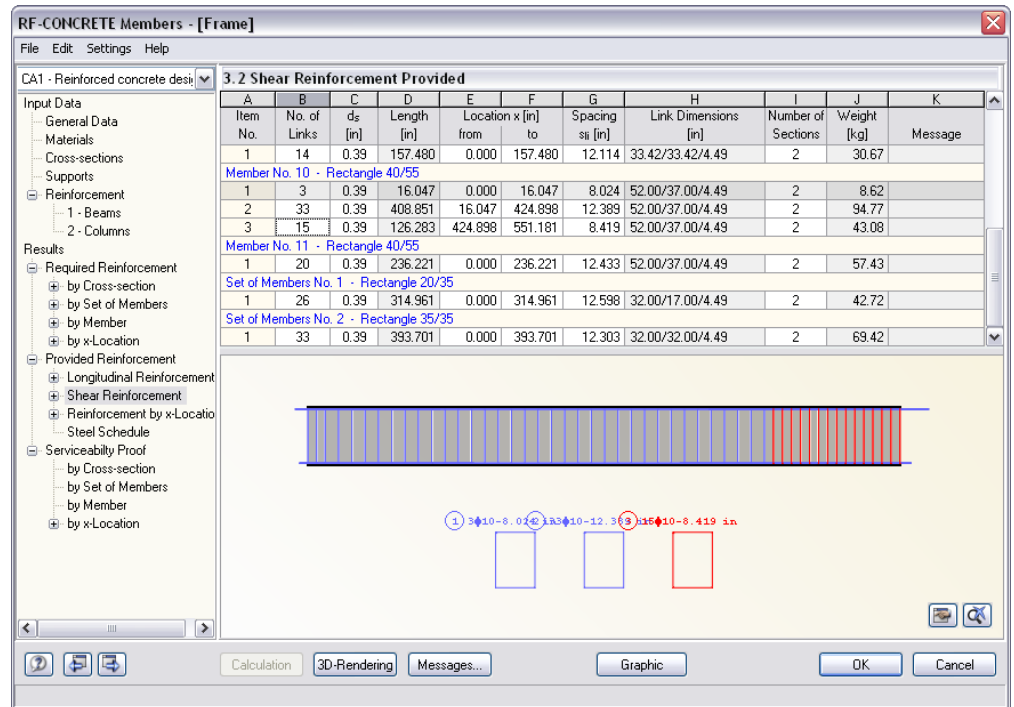 RF-CONCRETE Members - [Frame]
File Edit Settings Help
CA1 - Reinforced concrete desi
Input Data
General Data
Materials
Cross-sections
Supports
Reinforcement
1 - Beams
2 - Columns
Results
Required Reinforcement
by Cross-section
by Set of Members
by Member
by x-Location
Provided Reinforcement
Longitudinal Reinforcement
Shear Reinforcement
Reinforcement by x-Locatio
Steel Schedule
Serviceabilty Proof
by Cross-section
by Set of Members
by Member
by x-Location
3.2 Shear Reinforcement Provided
A B C D E F G H I J K
Item No. of ds Length Location x [in] Spacing Link Dimensions Number of Weight
No. Links [in] [in] from to sli [in] [in] Sections [kg] Message
1 14 0.39 157.480 0.000 157.480 12.114 33.42/33.42/4.49 2 30.67
Member No. 10 - Rectangle 40/55
1 3 0.39 16.047 0.000 16.047 8.024 52.00/37.00/4.49 2 8.62
2 33 0.39 408.851 16.047 424.898 12.389 52.00/37.00/4.49 2 94.77
3 15 0.39 126.283 424.898 551.181 8.419 52.00/37.00/4.49 2 43.08
Member No. 11 - Rectangle 40/55
1 20 0.39 236.221 0.000 236.221 12.433 52.00/37.00/4.49 2 57.43
Set of Members No. 1 - Rectangle 20/35
1 26 0.39 314.961 0.000 314.961 12.598 32.00/17.00/4.49 2 42.72
Set of Members No. 2 - Rectangle 35/35
1 33 0.39 393.701 0.000 393.701 12.303 32.00/32.00/4.49 2 69.42
1 3ϕ10-8.024 2 ϕ10-12.389 3 15ϕ10-8.419 in
Calculation 3D-Rendering Messages... Graphic OK Cancel